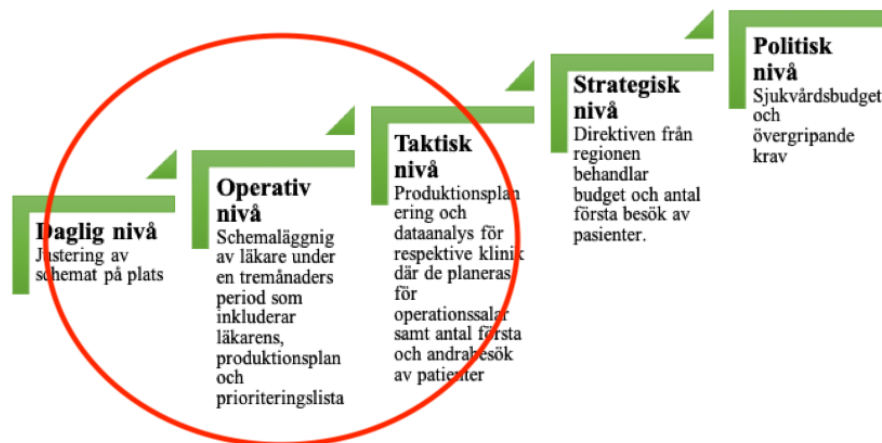 Daglig nivå
Justering av
schemat på plats
Operativ
nivå
Schemaläggnig
av läkare under
en tremånaders
period som
inkluderar
läkarens,
produktionsplan
och
prioriteringslista
Taktisk
nivå
Produktionsplan
ering och
dataanalys för
respektive klinik
där de planeras
för
operationssalar
samt antal första
och andrabesök
av patienter
Strategisk
nivå
Direktiven från
regionen
behandlar
budget och antal
första besök av
pasienter.
Politisk
nivå
Sjukvårdsbudget
och
övergripande
krav